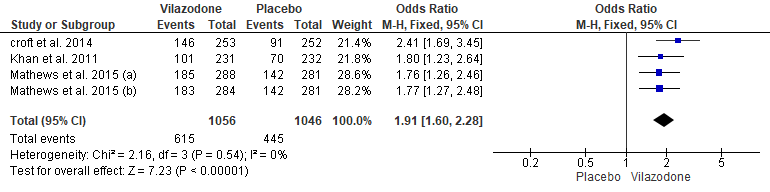 Vilazodone Placebo Odds Ratio Odds Ratio
Study or Subgroup Events Total Events Total Weight M-H, Fixed, 95% CI M-H, Fixed, 95% CI
croft et al. 2014 146 253 91 252 21.4% 2.41 [1.69, 3.45]
Khan et al. 2011 101 231 70 232 21.8% 1.80 [1.23, 2.64]
Mathews et al. 2015 (a) 185 288 142 281 28.6% 1.76 [1.26, 2.46]
Mathews et al. 2015 (b) 183 284 142 281 28.2% 1.77 [1.27, 2.48]
Total (95% CI) 1056 1046 100.0% 1.91 [1.60, 2.28]
Total events 615 445
Heterogeneity: Chi² = 2.16, df = 3 (P = 0.54); I² = 0%
Test for overall effect: Z = 7.23 (P < 0.00001)
0.2 0.5 1 2 5
Placebo Vilazodone